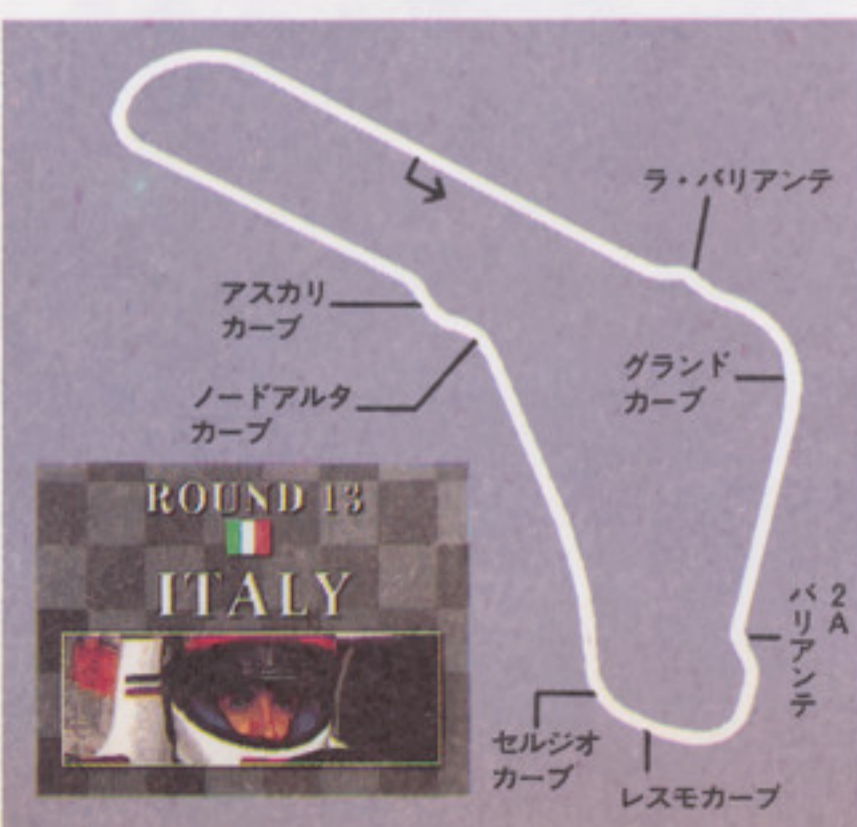 ラ・バリアンテ
アスカリ
カーブ
グランド
カーブ
ノードアルタ
カーブ
ROUND 13
ITALY
2A
バリアンテ
セルジオ
カーブ
レスモカーブ